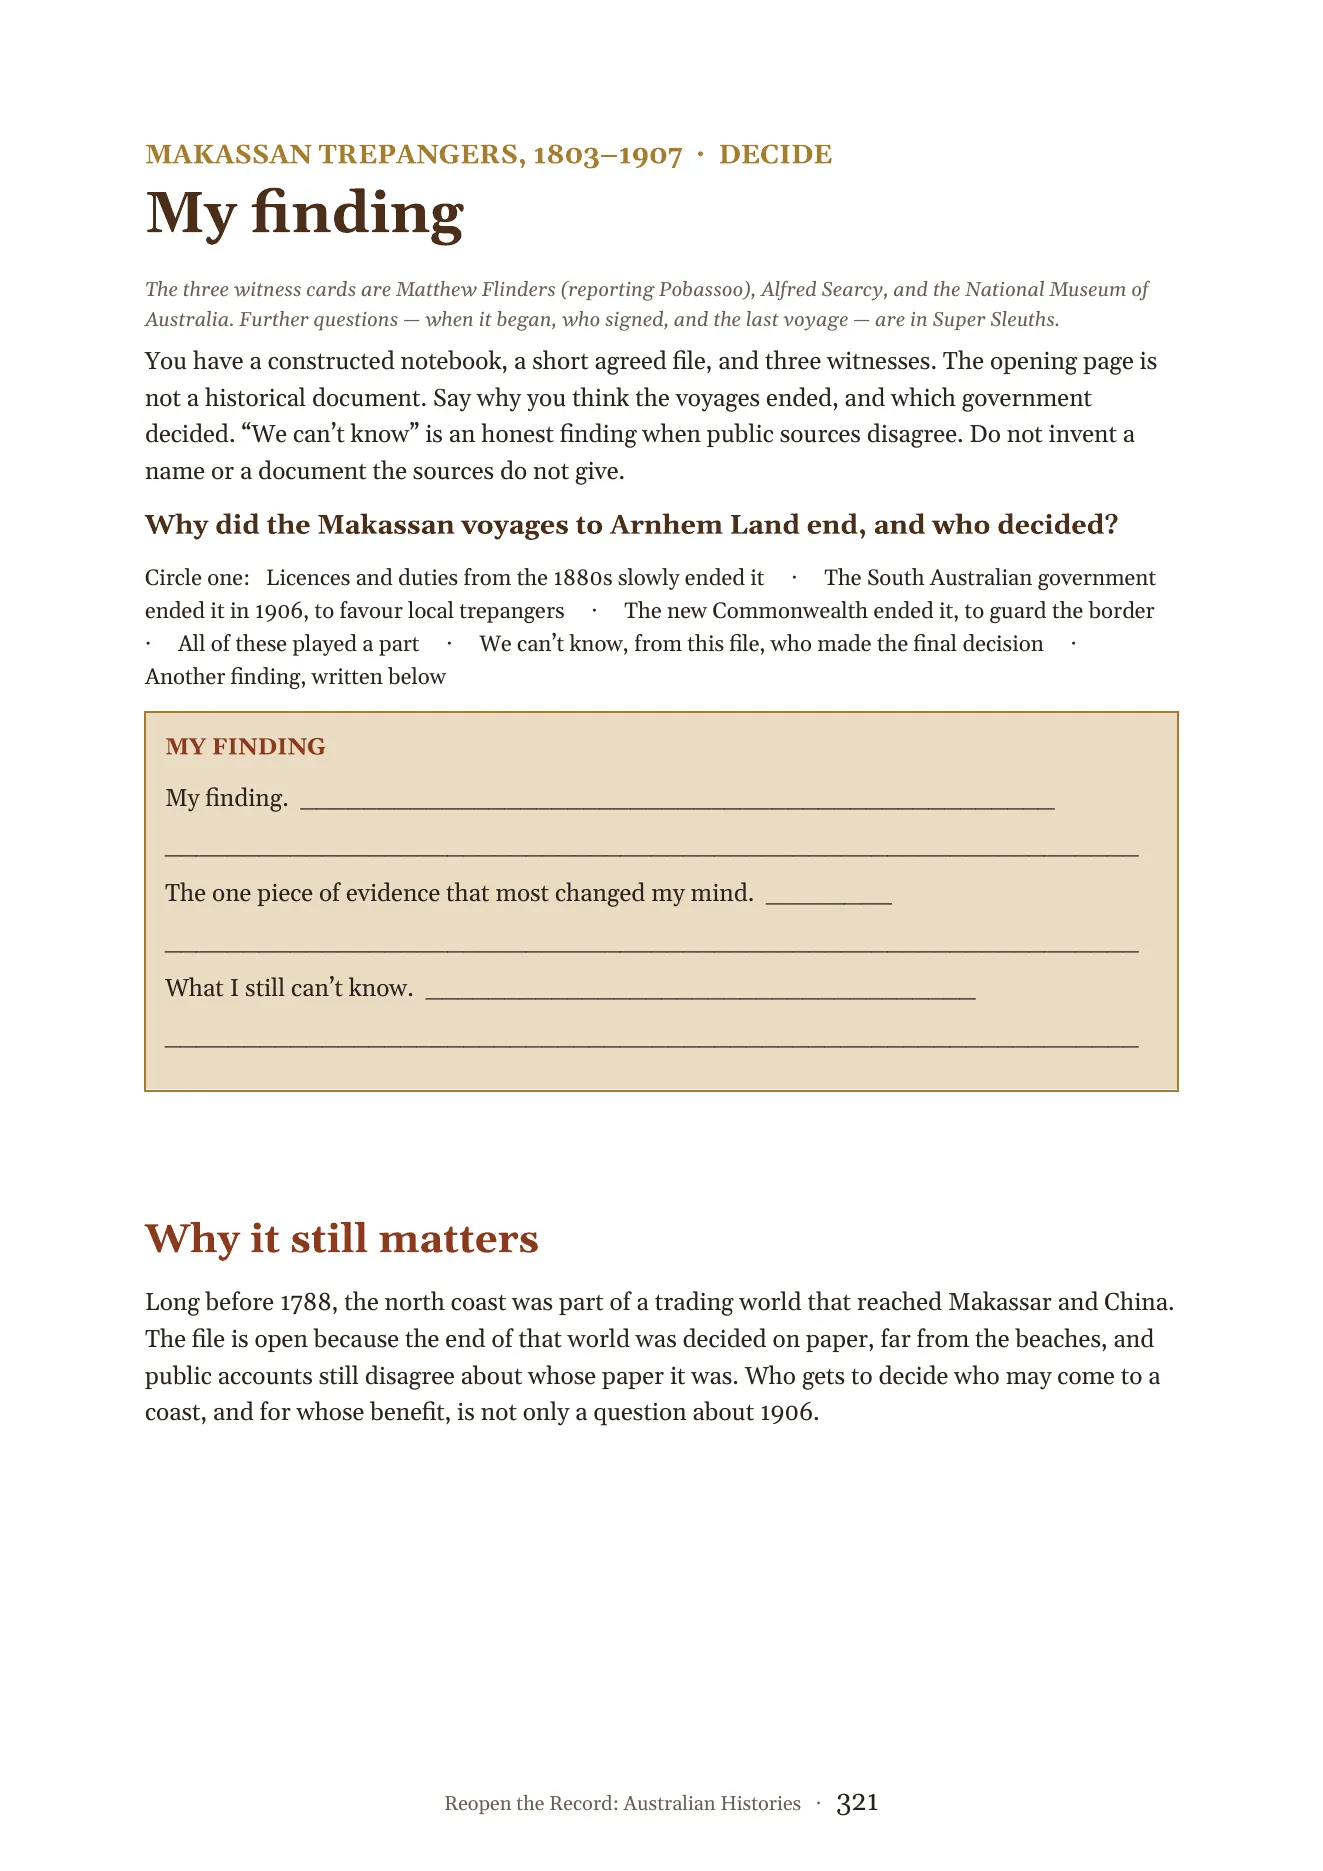 MAKASSAN TREPANGERS, 1803–1907 · DECIDE
My finding
The three witness cards are Matthew Flinders (reporting Pobassoo), Alfred Searcy, and the National Museum of
Australia. Further questions — when it began, who signed, and the last voyage — are in Super Sleuths.
You have a constructed notebook, a short agreed file, and three witnesses. The opening page is
not a historical document. Say why you think the voyages ended, and which government
decided. “We can’t know” is an honest finding when public sources disagree. Do not invent a
name or a document the sources do not give.
Why did the Makassan voyages to Arnhem Land end, and who decided?
Circle one: Licences and duties from the 1880s slowly ended it · The South Australian government
ended it in 1906, to favour local trepangers · The new Commonwealth ended it, to guard the border
· All of these played a part · We can’t know, from this file, who made the final decision ·
Another finding, written below
MY FINDING
My finding. ______________________________
______________________________
The one piece of evidence that most changed my mind. ________
______________________________
What I still can’t know. ______________________________
______________________________
Why it still matters
Long before 1788, the north coast was part of a trading world that reached Makassar and China.
The file is open because the end of that world was decided on paper, far from the beaches, and
public accounts still disagree about whose paper it was. Who gets to decide who may come to a
coast, and for whose benefit, is not only a question about 1906.
Reopen the Record: Australian Histories · 321